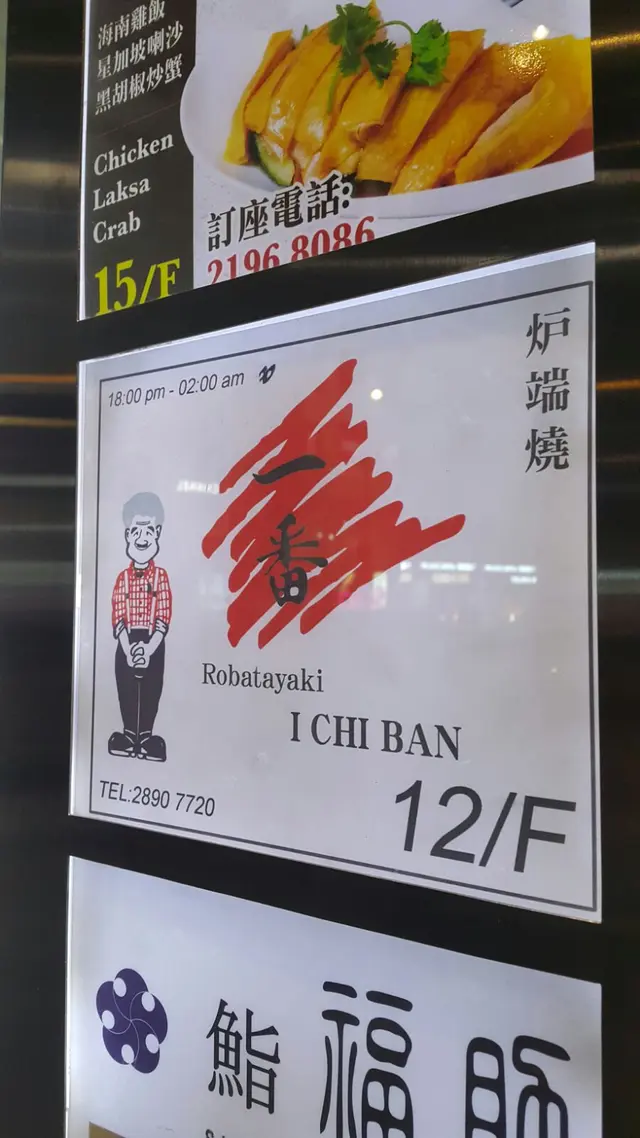 海南雞飯
星加坡喇沙
黑胡椒炒蟹
Chicken
Laksa
Crab
15/F
訂座電話:
2196 8086
18:00 pm - 02:00 am
炉端燒
一番
Robatayaki
I CHI BAN
TEL:2890 7720
12/F
鮨 福